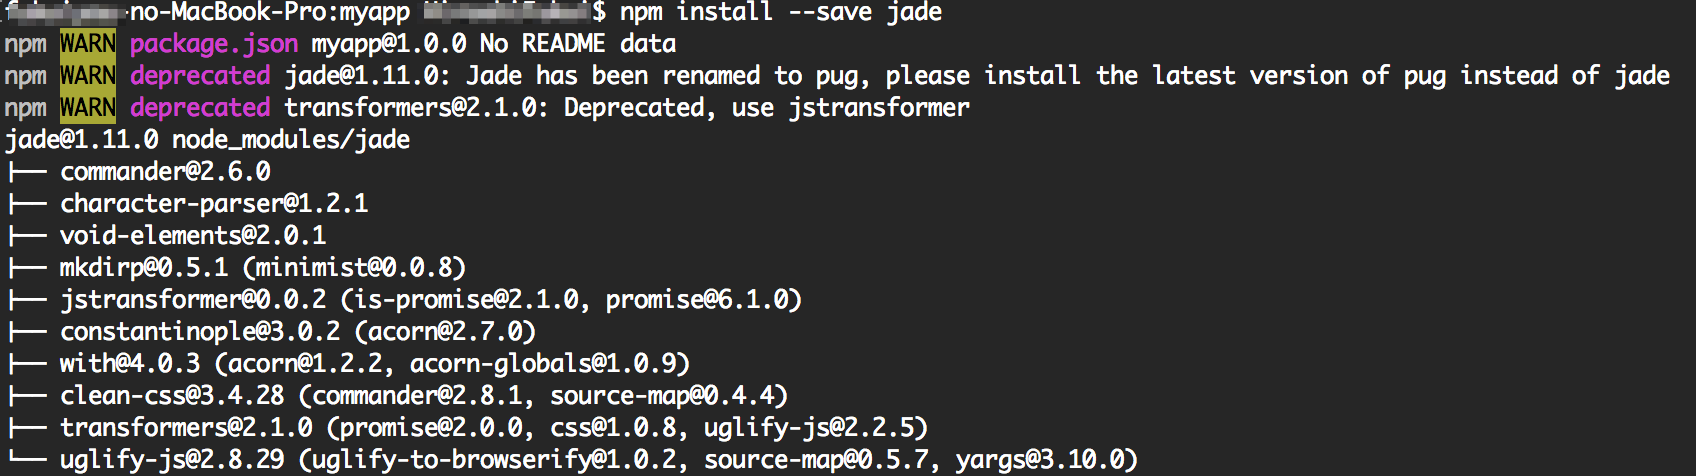 -no-MacBook-Pro:myapp $ npm install --save jade
npm WARN package.json myapp@1.0.0 No README data
npm WARN deprecated jade@1.11.0: Jade has been renamed to pug, please install the latest version of pug instead of jade
npm WARN deprecated transformers@2.1.0: Deprecated, use jstransformer
jade@1.11.0 node_modules/jade
├── commander@2.6.0
├── character-parser@1.2.1
├── void-elements@2.0.1
├── mkdirp@0.5.1 (minimist@0.0.8)
├── jstransformer@0.0.2 (is-promise@2.1.0, promise@6.1.0)
├── constantinople@3.0.2 (acorn@2.7.0)
├── with@4.0.3 (acorn@1.2.2, acorn-globals@1.0.9)
├── clean-css@3.4.28 (commander@2.8.1, source-map@0.4.4)
├── transformers@2.1.0 (promise@2.0.0, css@1.0.8, uglify-js@2.2.5)
└── uglify-js@2.8.29 (uglify-to-browserify@1.0.2, source-map@0.5.7, yargs@3.10.0)